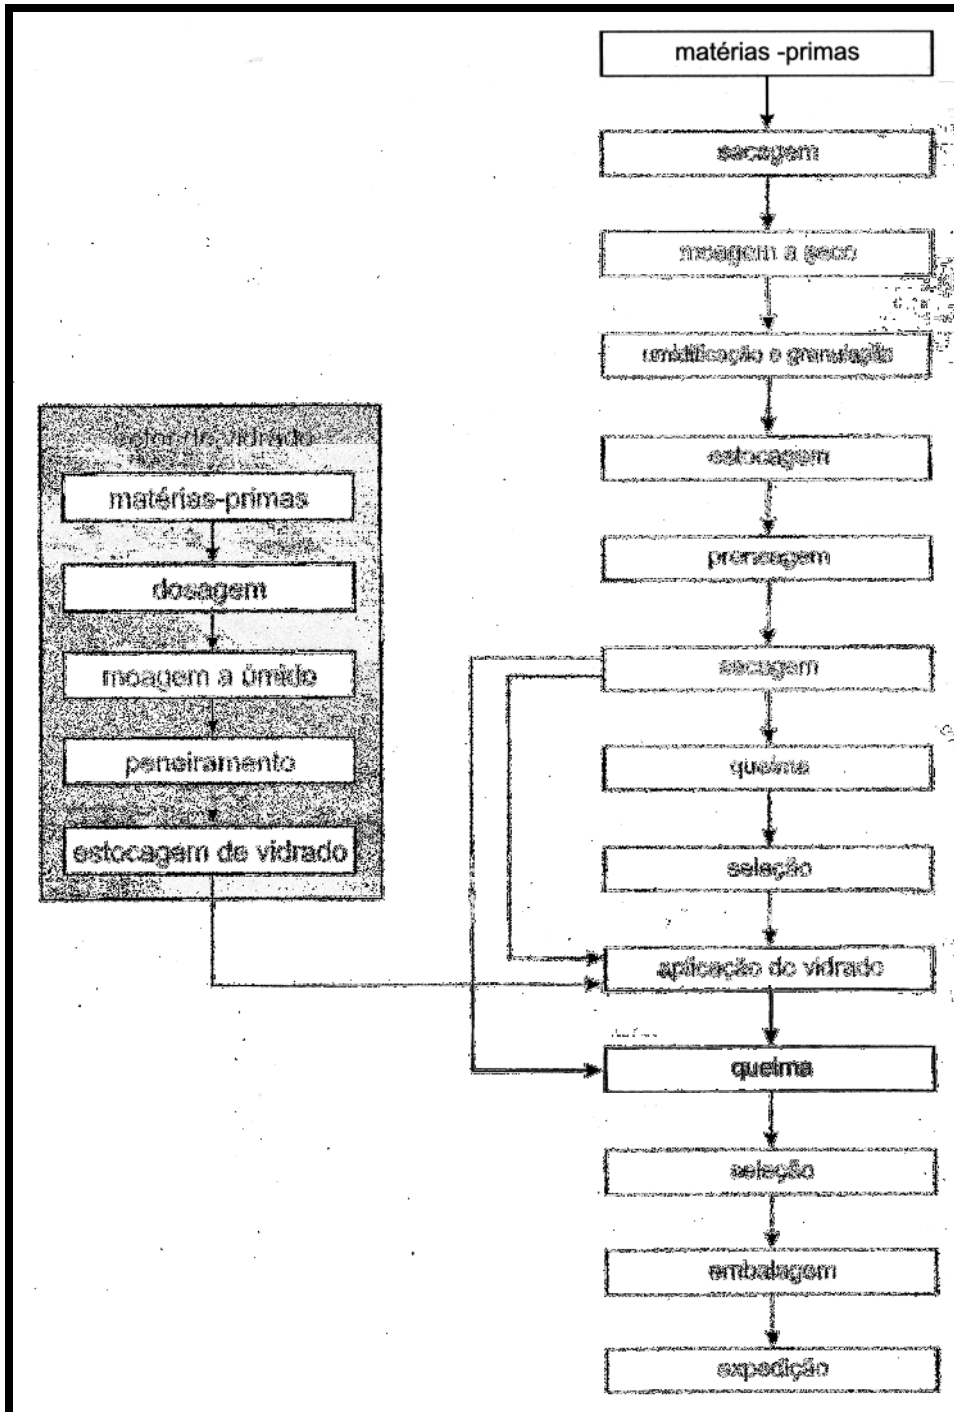 matérias -primas
secagem
moagem a seco
umidificação e granulação
estocagem
prensagem
secagem
queima
seleção
aplicação do vidrado
queima
seleção
embalagem
expedição
setor de vidrado
matérias-primas
dosagem
moagem a úmido
peneiramento
estocagem de vidrado